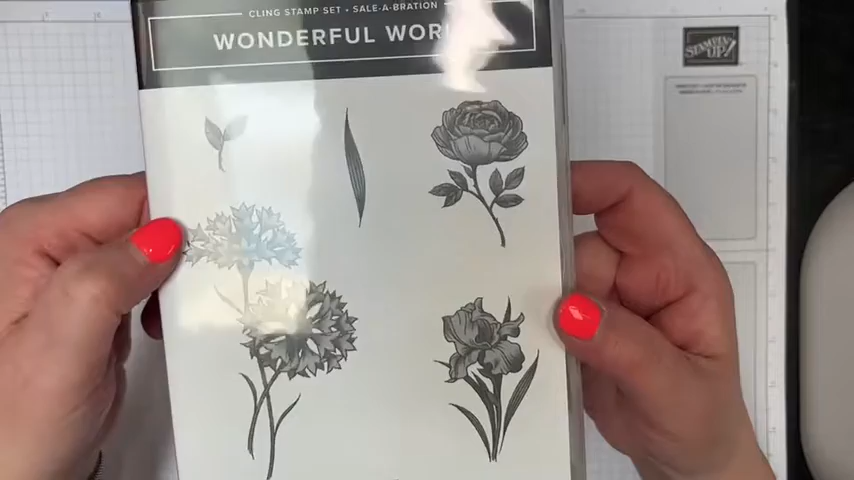 CLING STAMP SET • SALE-A-BRATION
WONDERFUL WOR
STAMPIN' UP!